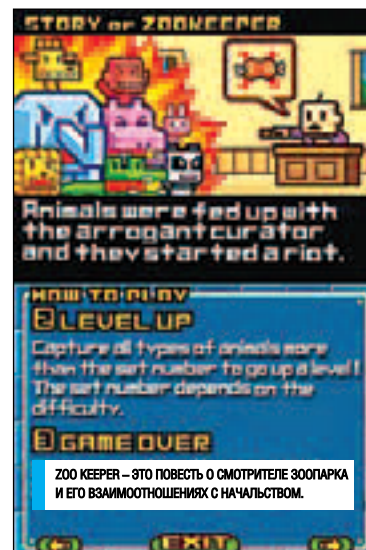 STORY OF ZOOKEEPER
Animals were fed up with
the arrogant curator
and they started a riot.
HOW TO PLAY
2 LEVEL UP
Capture all types of animals more
than the set number to go up a level!
The set number depends on the
difficulty.
3 GAME OVER
ZOO KEEPER – ЭТО ПОВЕСТЬ О СМОТРИТЕЛЕ ЗООПАРКА
И ЕГО ВЗАИМООТНОШЕНИЯХ С НАЧАЛЬСТВОМ.
EXIT